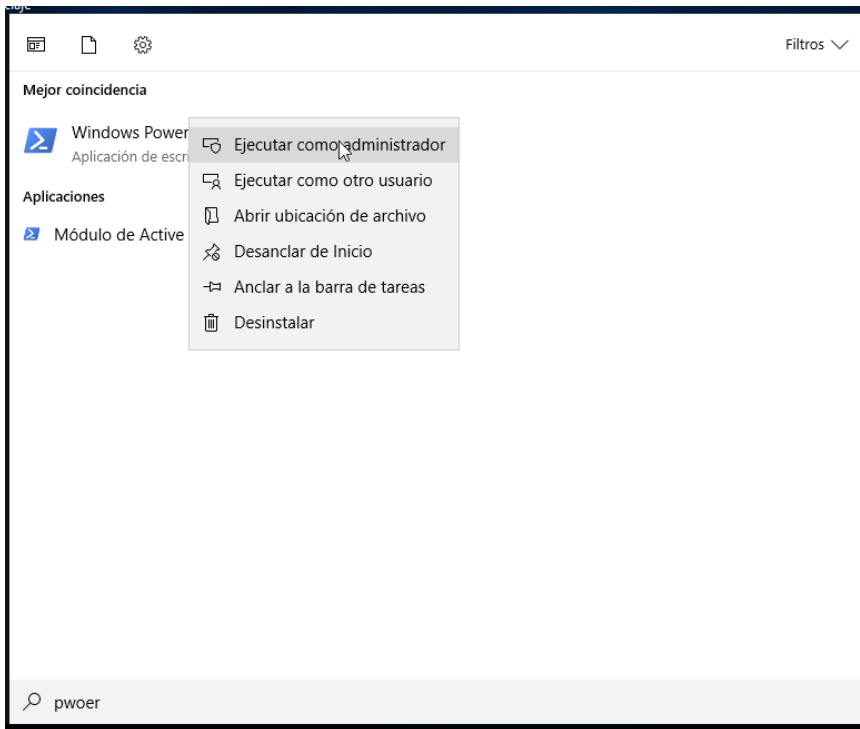 Filtros
Mejor coincidencia
Windows Power
Aplicación de escri
Ejecutar como administrador
Ejecutar como otro usuario
Aplicaciones
Abrir ubicación de archivo
Módulo de Active
Desanclar de Inicio
Anclar a la barra de tareas
Desinstalar
pwoer